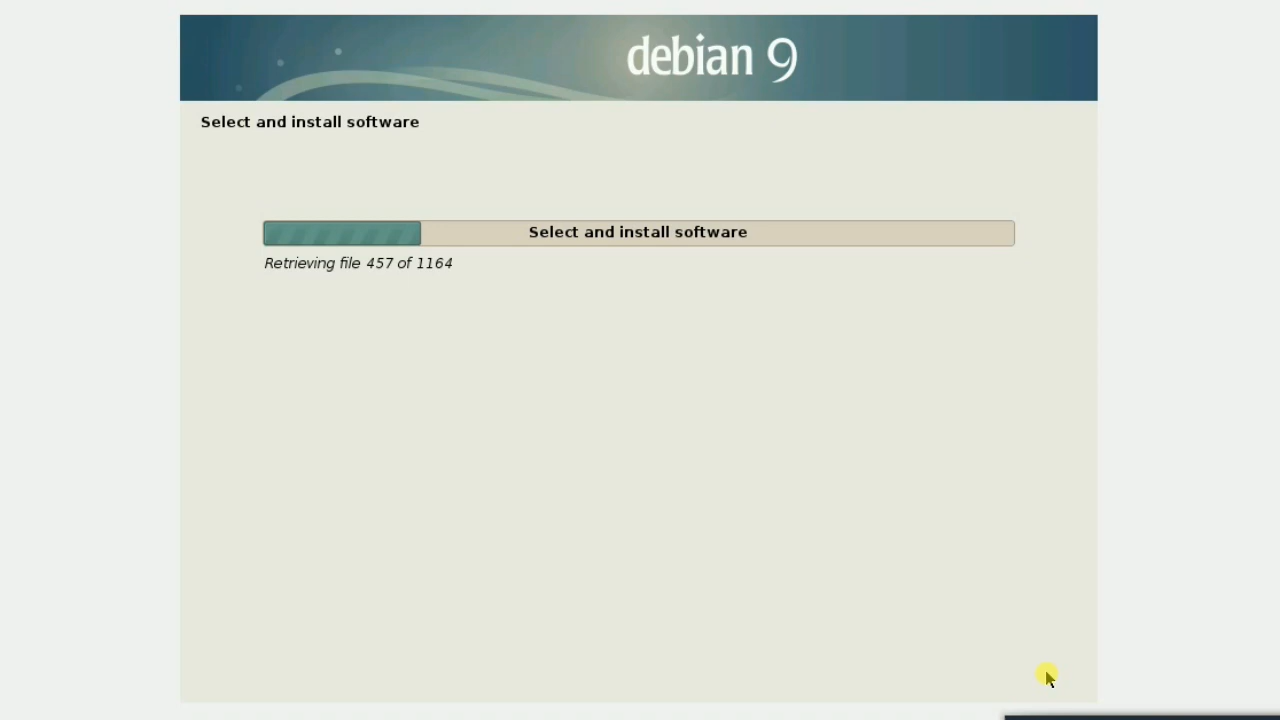 debian 9
Select and install software
Select and install software
Retrieving file 457 of 1164